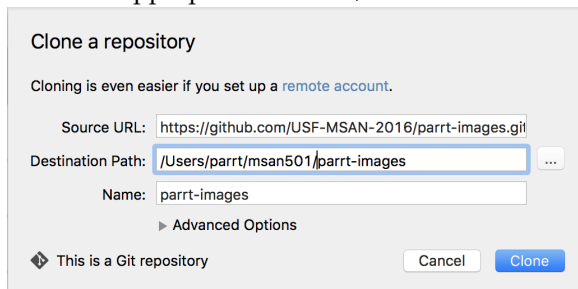 Clone a repository
Cloning is even easier if you set up a remote account.
Source URL: https://github.com/USF-MSAN-2016/parrt-images.git
Destination Path: /Users/parrt/msan501/parrt-images ...
Name: parrt-images
Advanced Options
This is a Git repository Cancel Clone